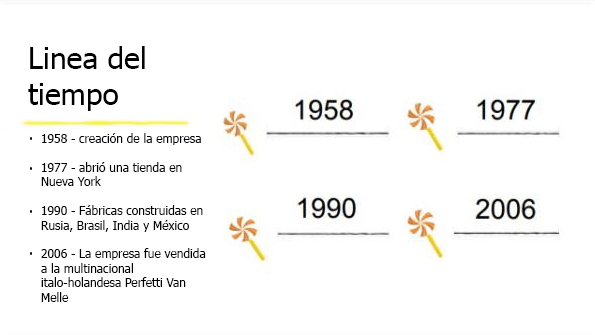 Linea del
tiempo
• 1958 - creación de la empresa
• 1977 - abrió una tienda en
Nueva York
• 1990 - Fábricas construidas en
Rusia, Brasil, India y México
• 2006 - La empresa fue vendida
a la multinacional
italo-holandesa Perfetti Van
Melle
1958
1977
1990
2006